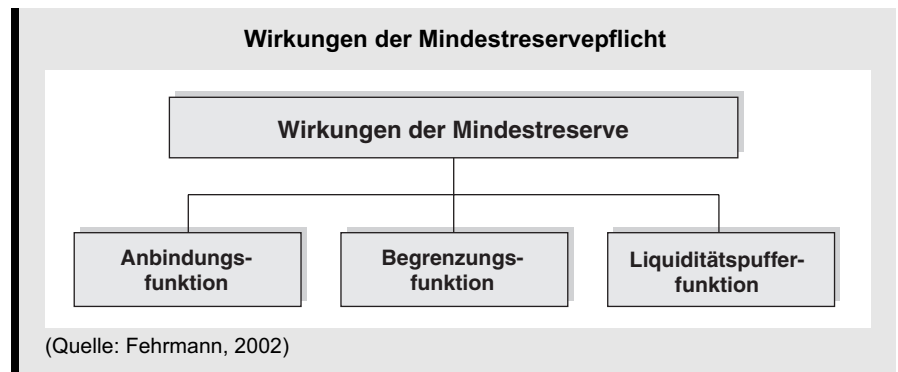 Wirkungen der Mindestreservepflicht
Wirkungen der Mindestreserve
Anbindungs-
funktion
Begrenzungs-
funktion
Liquiditätspuffer-
funktion
(Quelle: Fehrmann, 2002)